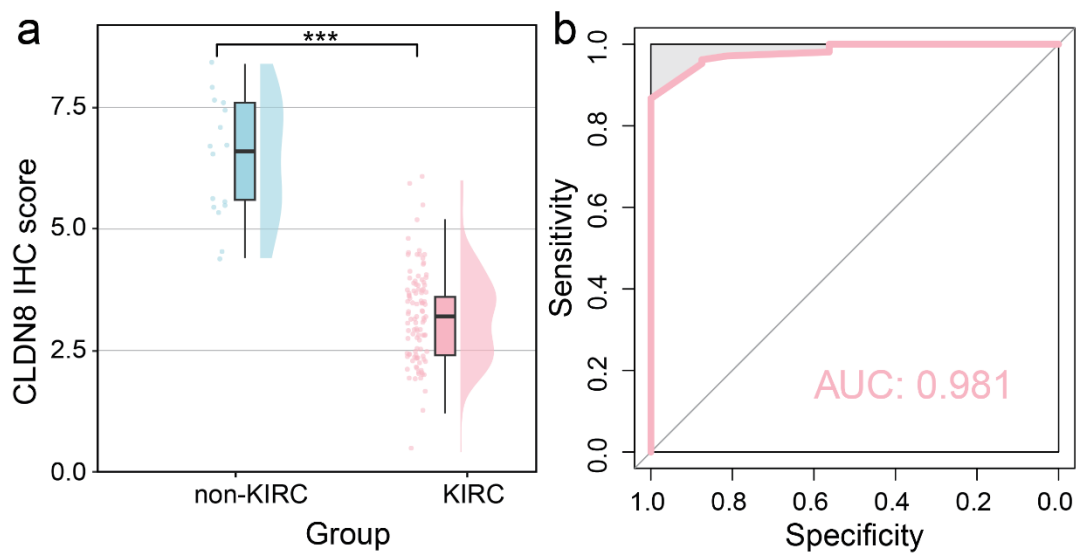 a
***
CLDN8 IHC score
7.5
5.0
2.5
0.0
non-KIRC
KIRC
Group
b
Sensitivity
1.0
0.8
0.6
0.4
0.2
0.0
AUC: 0.981
1.0 0.8 0.6 0.4 0.2 0.0
Specificity